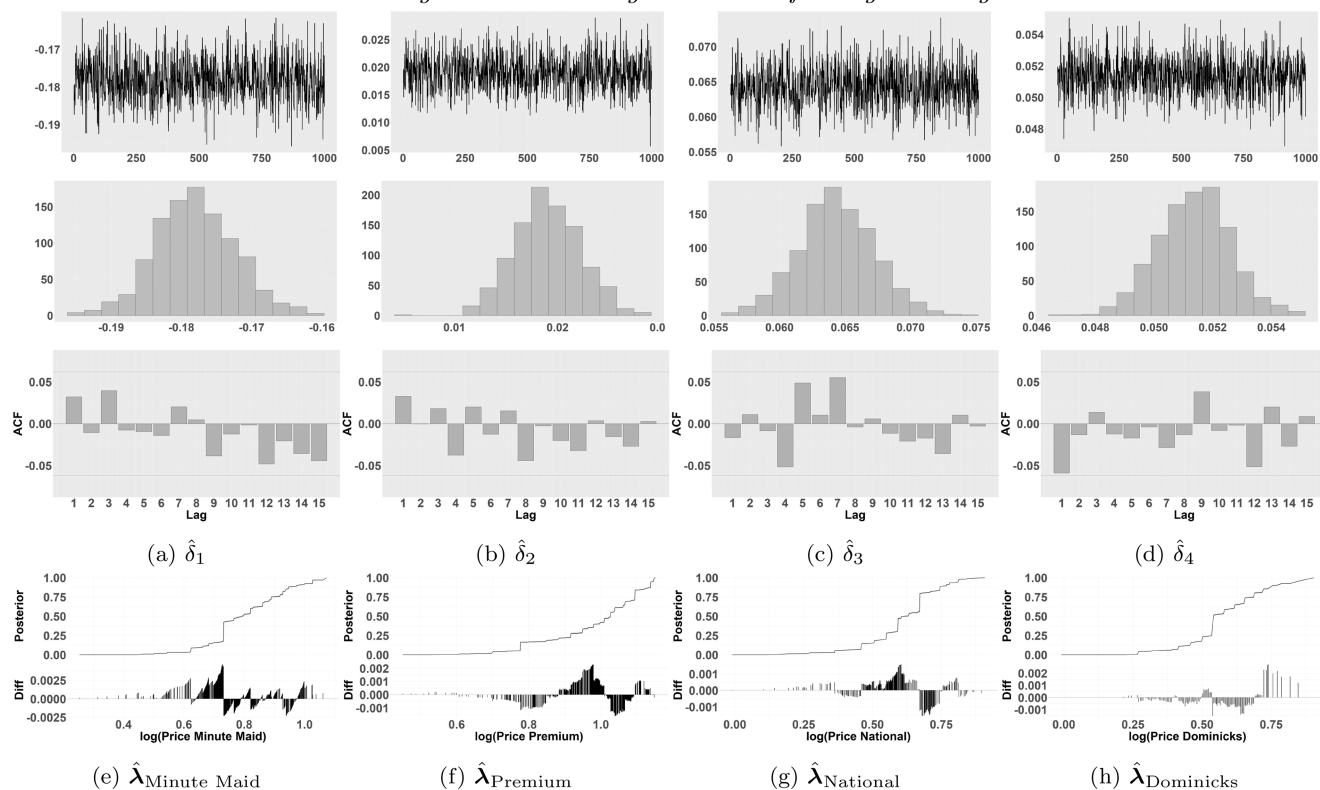 -0.17
-0.18
-0.19
0 250 500 750 1000
0.025
0.020
0.015
0.010
0.005
0 250 500 750 1000
0.070
0.065
0.060
0.055
0 250 500 750 1000
0.054
0.052
0.050
0.048
0 250 500 750 1000
150
100
50
0
-0.19 -0.18 -0.17 -0.16
200
150
100
50
0
0.01 0.02 0.0
150
100
50
0
0.055 0.060 0.065 0.070 0.075
150
100
50
0
0.046 0.048 0.050 0.052 0.054
ACF
0.05
0.00
-0.05
1 2 3 4 5 6 7 8 9 10 11 12 13 14 15
Lag
ACF
0.05
0.00
-0.05
1 2 3 4 5 6 7 8 9 10 11 12 13 14 15
Lag
ACF
0.05
0.00
-0.05
1 2 3 4 5 6 7 8 9 10 11 12 13 14 15
Lag
ACF
0.05
0.00
-0.05
1 2 3 4 5 6 7 8 9 10 11 12 13 14 15
Lag
(a) δ̂₁
(b) δ̂₂
(c) δ̂₃
(d) δ̂₄
Posterior
1.00
0.75
0.50
0.25
0.00
Diff
0.0025
0.0000
-0.0025
0.4 0.6 0.8 1.0
log(Price Minute Maid)
Posterior
1.00
0.75
0.50
0.25
0.00
Diff
0.002
0.001
0.000
-0.001
0.6 0.8 1.0
log(Price Premium)
Posterior
1.00
0.75
0.50
0.25
0.00
Diff
0.001
0.000
-0.001
0.00 0.25 0.50 0.75
log(Price National)
Posterior
1.00
0.75
0.50
0.25
0.00
Diff
0.002
0.001
0.000
-0.001
0.00 0.25 0.50 0.75
log(Price Dominicks)
(e) λ̂ Minute Maid
(f) λ̂ Premium
(g) λ̂ National
(h) λ̂ Dominicks